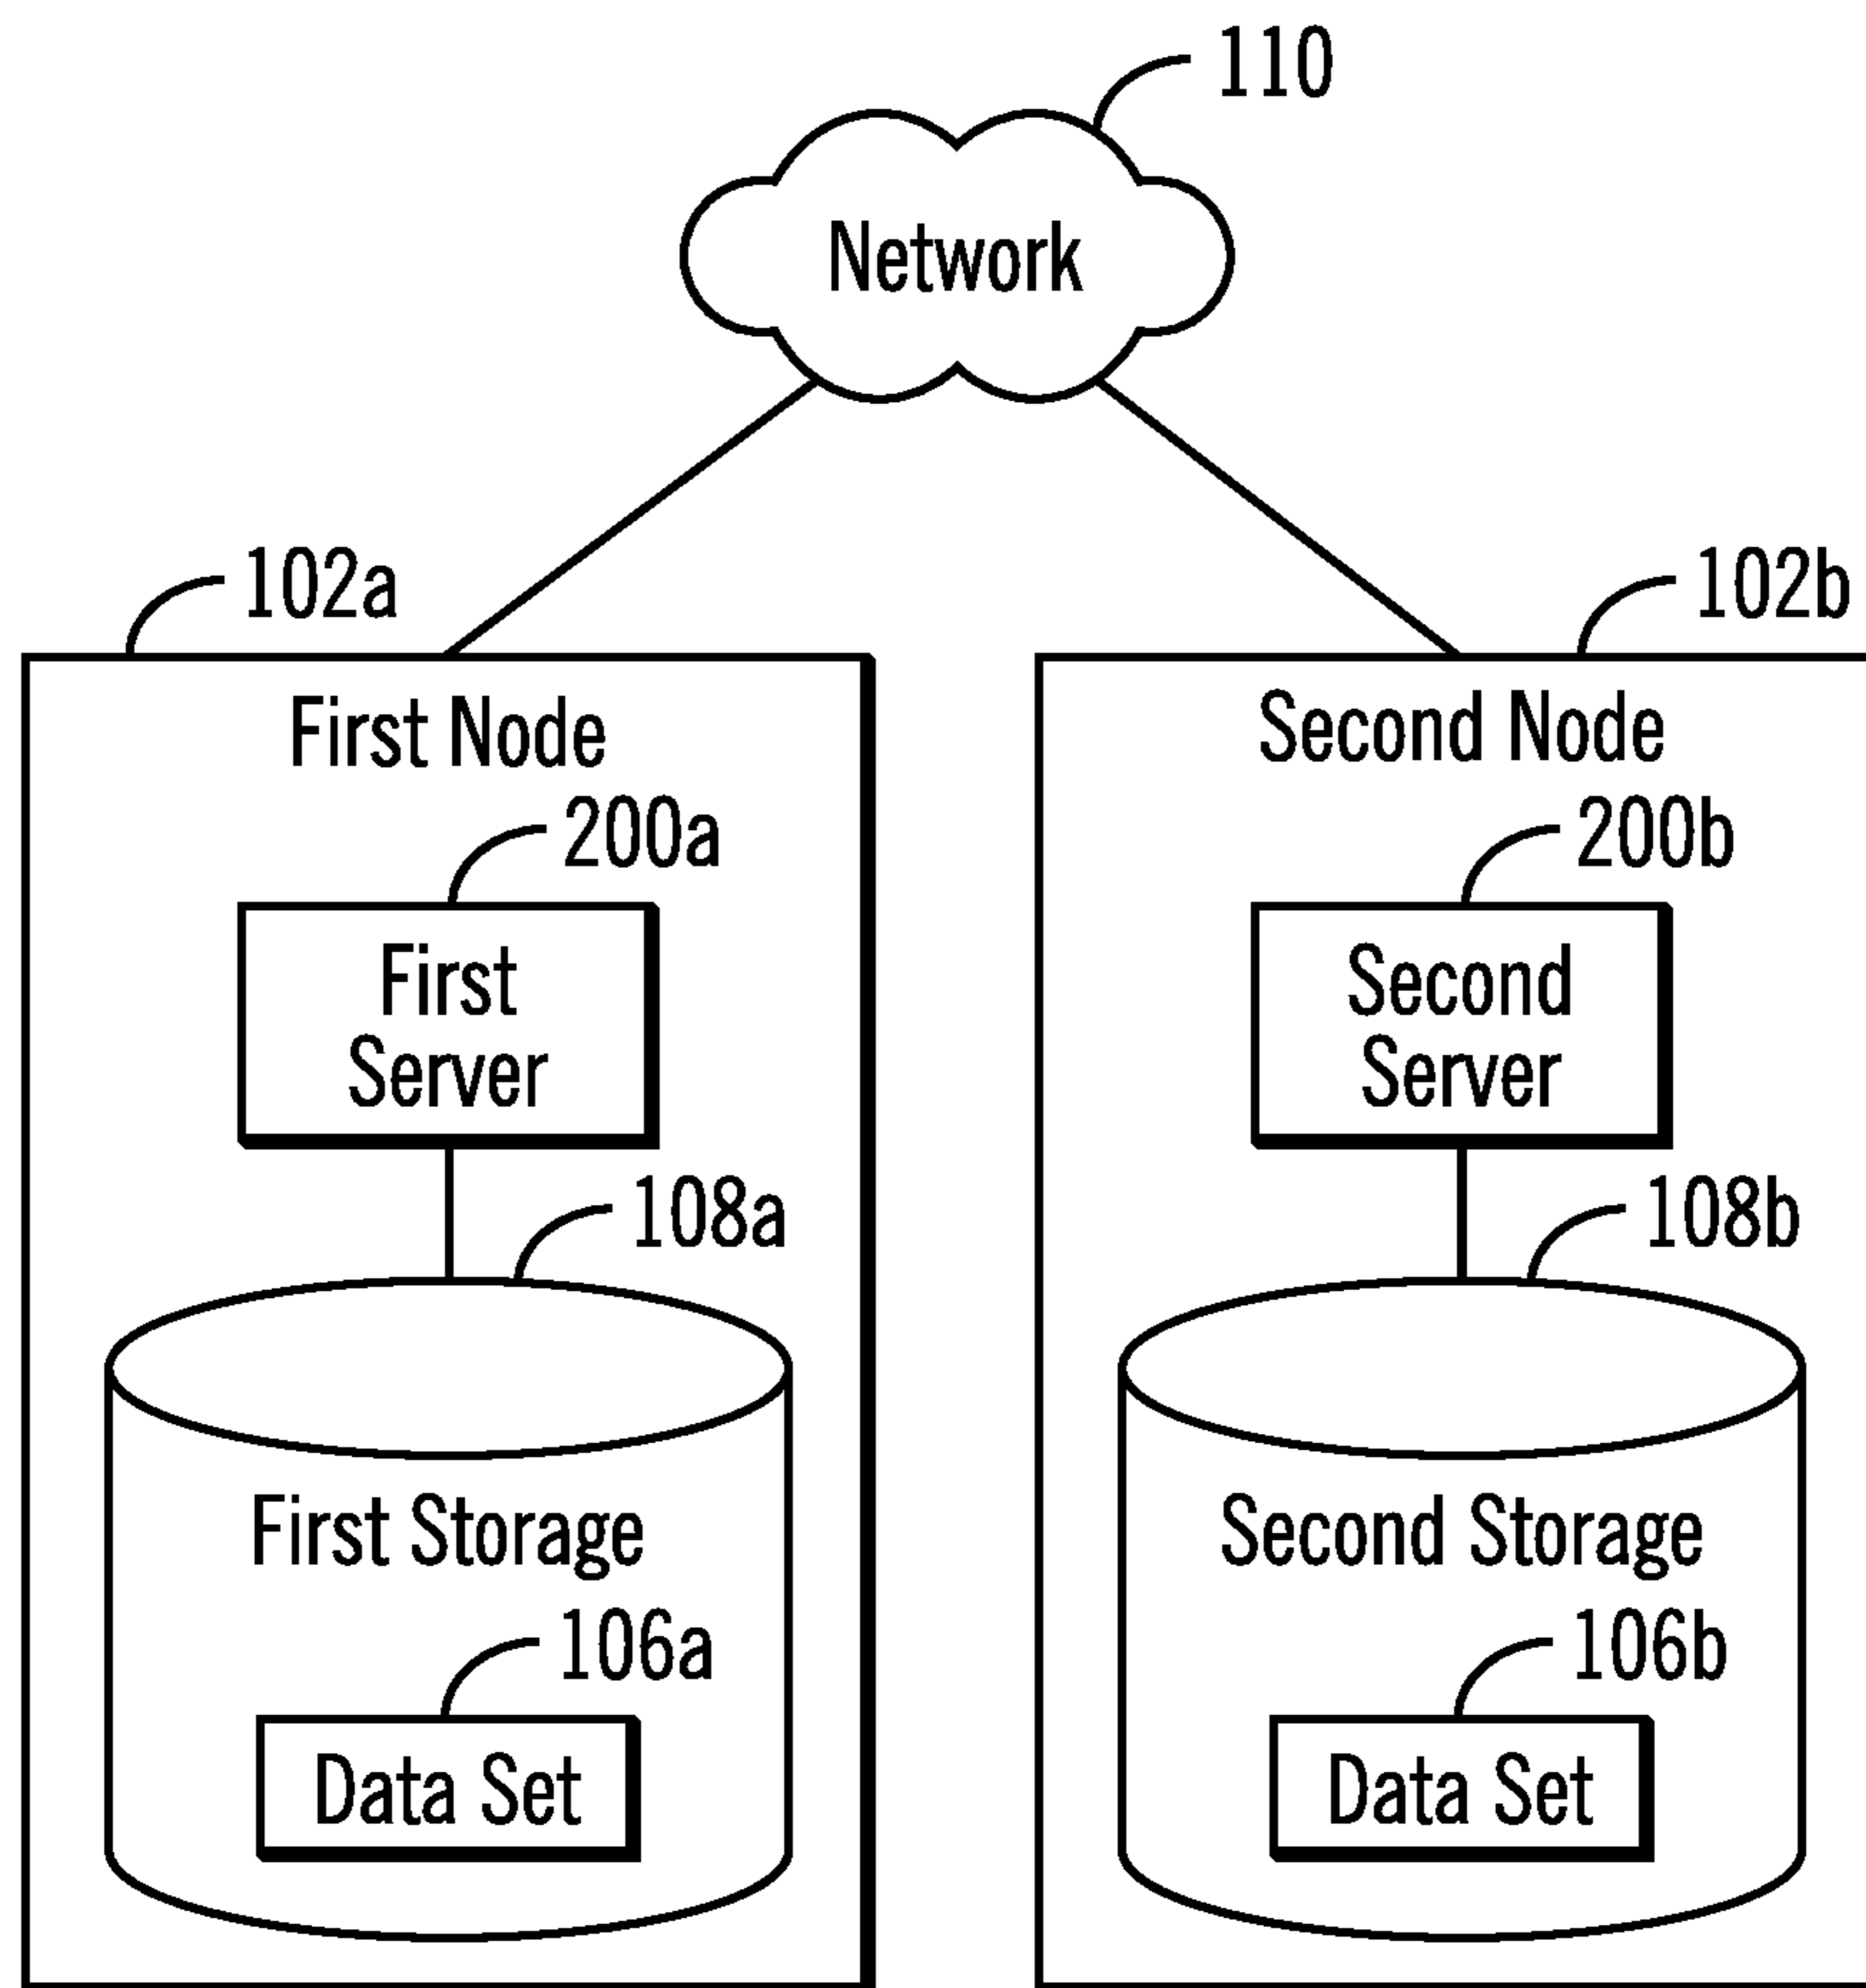 110
Network
102a
First Node
200a
First
Server
108a
First Storage
106a
Data Set
102b
Second Node
200b
Second
Server
108b
Second Storage
106b
Data Set